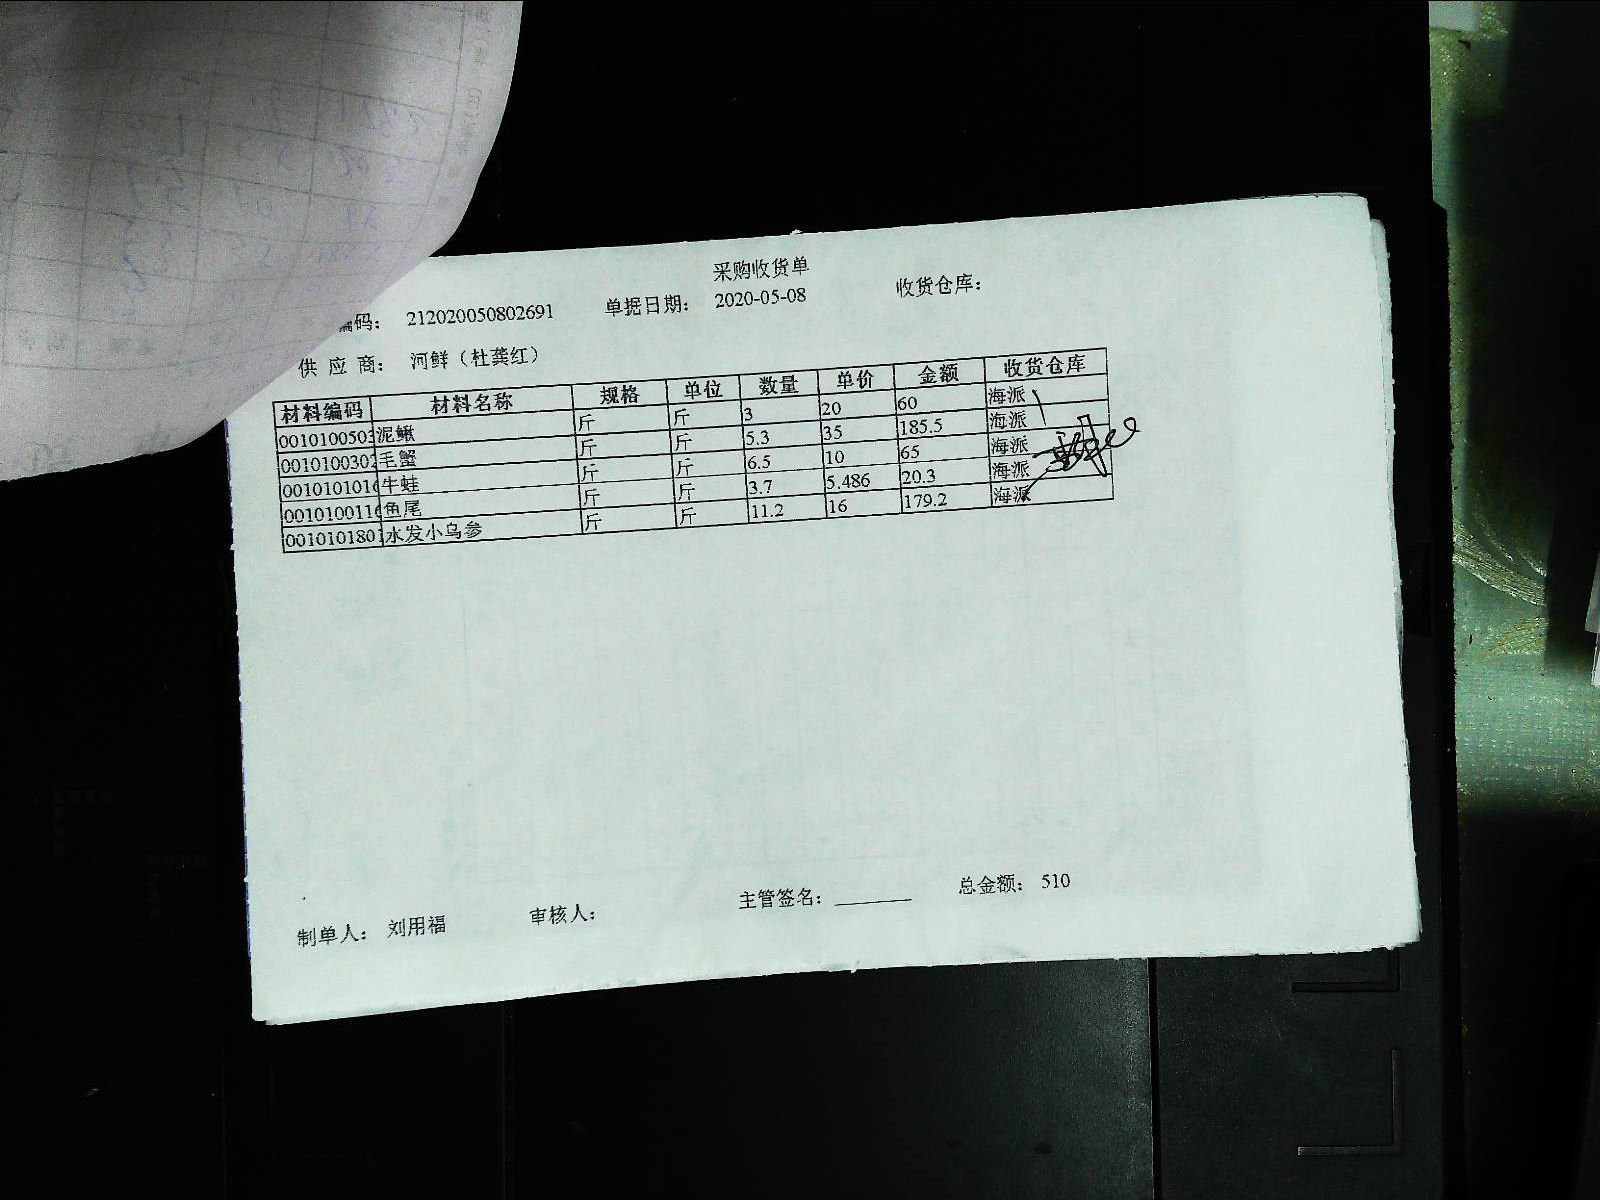 采购收货单
编码： 212020050802691 单据日期： 2020-05-08 收货仓库：
供 应 商： 河鲜（杜龚红）
材料编码 材料名称 规格 单位 数量 单价 金额 收货仓库
001010050 泥鳅 斤 斤 3 20 60 海派
001010030 毛蟹 斤 斤 5.3 35 185.5 海派
001010101 牛蛙 斤 斤 6.5 10 65 海派
001010011 鱼尾 斤 斤 3.7 5.486 20.3 海派
001010180 水发小乌参 斤 斤 11.2 16 179.2 海派
制单人： 刘用福 审核人： 主管签名： 总金额： 510